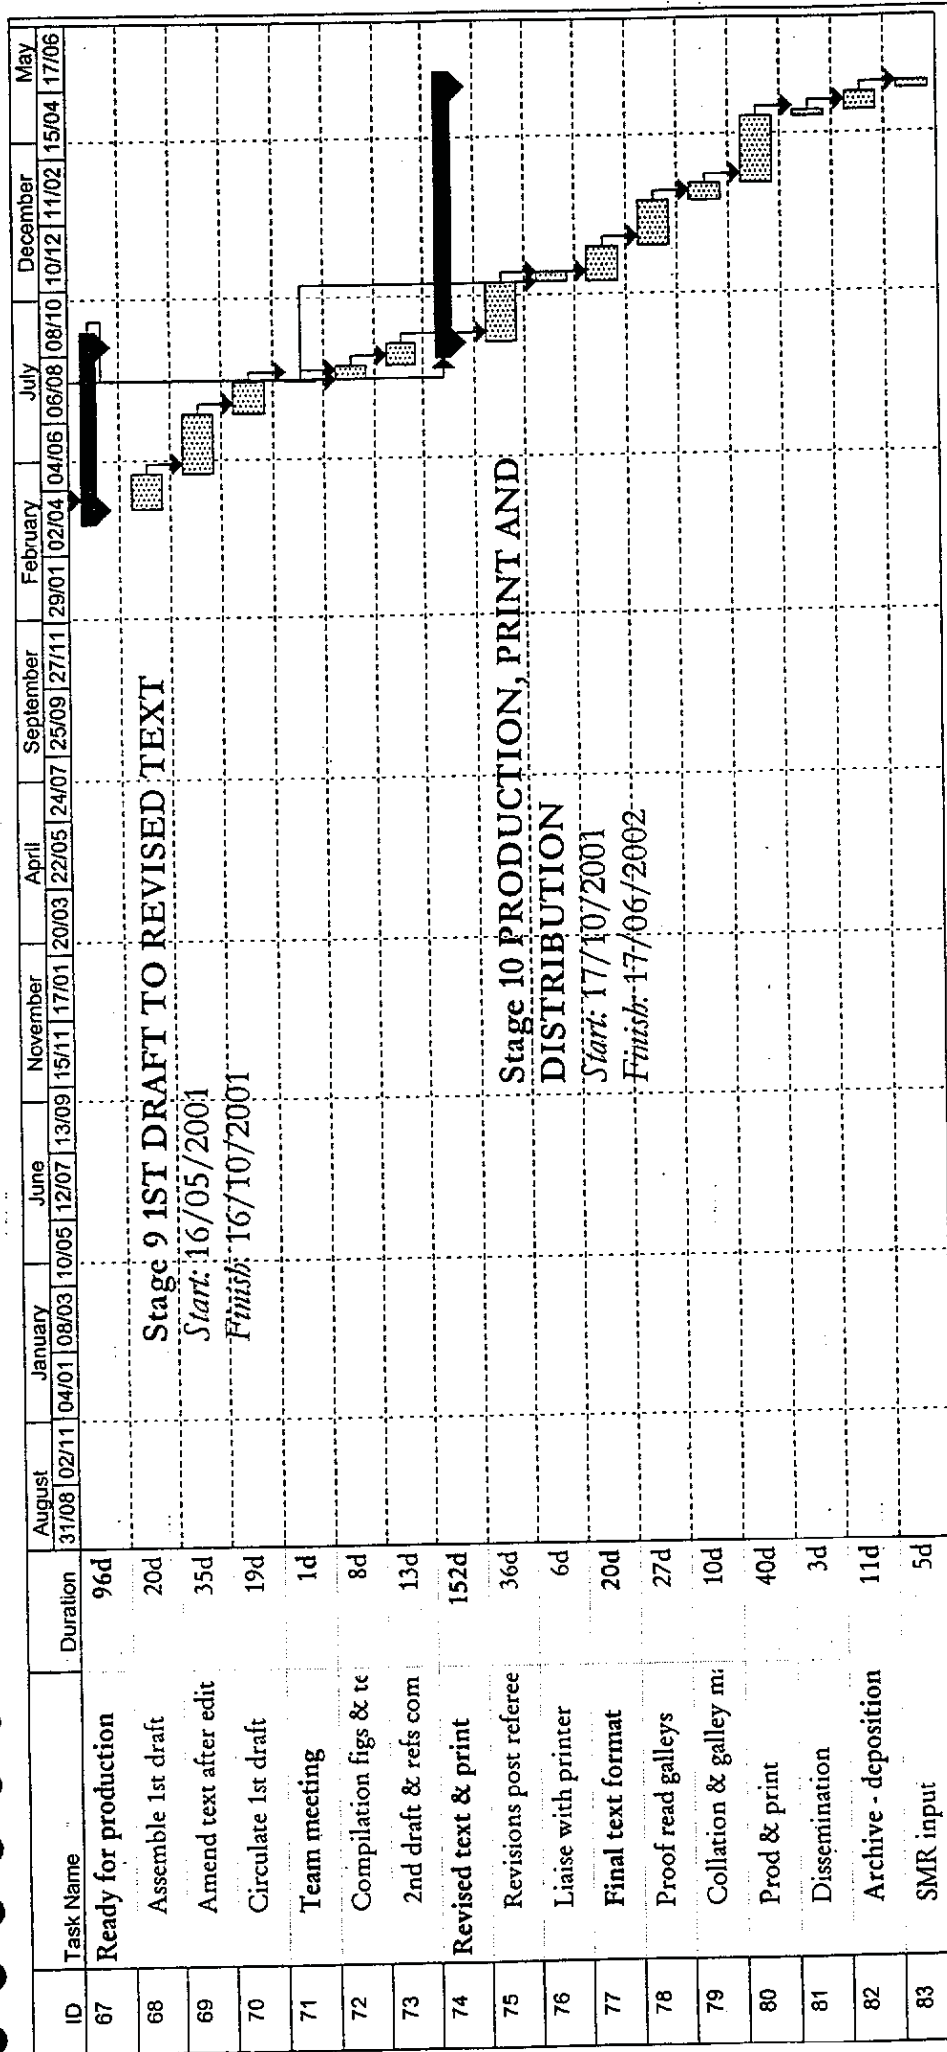 August January June November April September February July December May
ID Task Name Duration 31/08 02/11 04/01 08/03 10/05 12/07 13/09 15/11 17/01 20/03 22/05 24/07 25/09 27/11 29/01 02/04 04/06 06/08 08/10 10/12 11/02 15/04 17/06
67 Ready for production 96d
68 Assemble 1st draft 20d
69 Amend text after edit 35d
70 Circulate 1st draft 19d
71 Team meeting 1d
72 Compilation figs & te 8d
73 2nd draft & refs com 13d
74 Revised text & print 152d
75 Revisions post referee 36d
76 Liaise with printer 6d
77 Final text format 20d
78 Proof read galleys 27d
79 Collation & galley ma 10d
80 Prod & print 40d
81 Dissemination 3d
82 Archive - deposition 11d
83 SMR input 5d
Stage 9 1ST DRAFT TO REVISED TEXT
Start: 16/05/2001
Finish: 16/10/2001
Stage 10 PRODUCTION, PRINT AND
DISTRIBUTION
Start: 17/10/2001
Finish: 17/06/2002